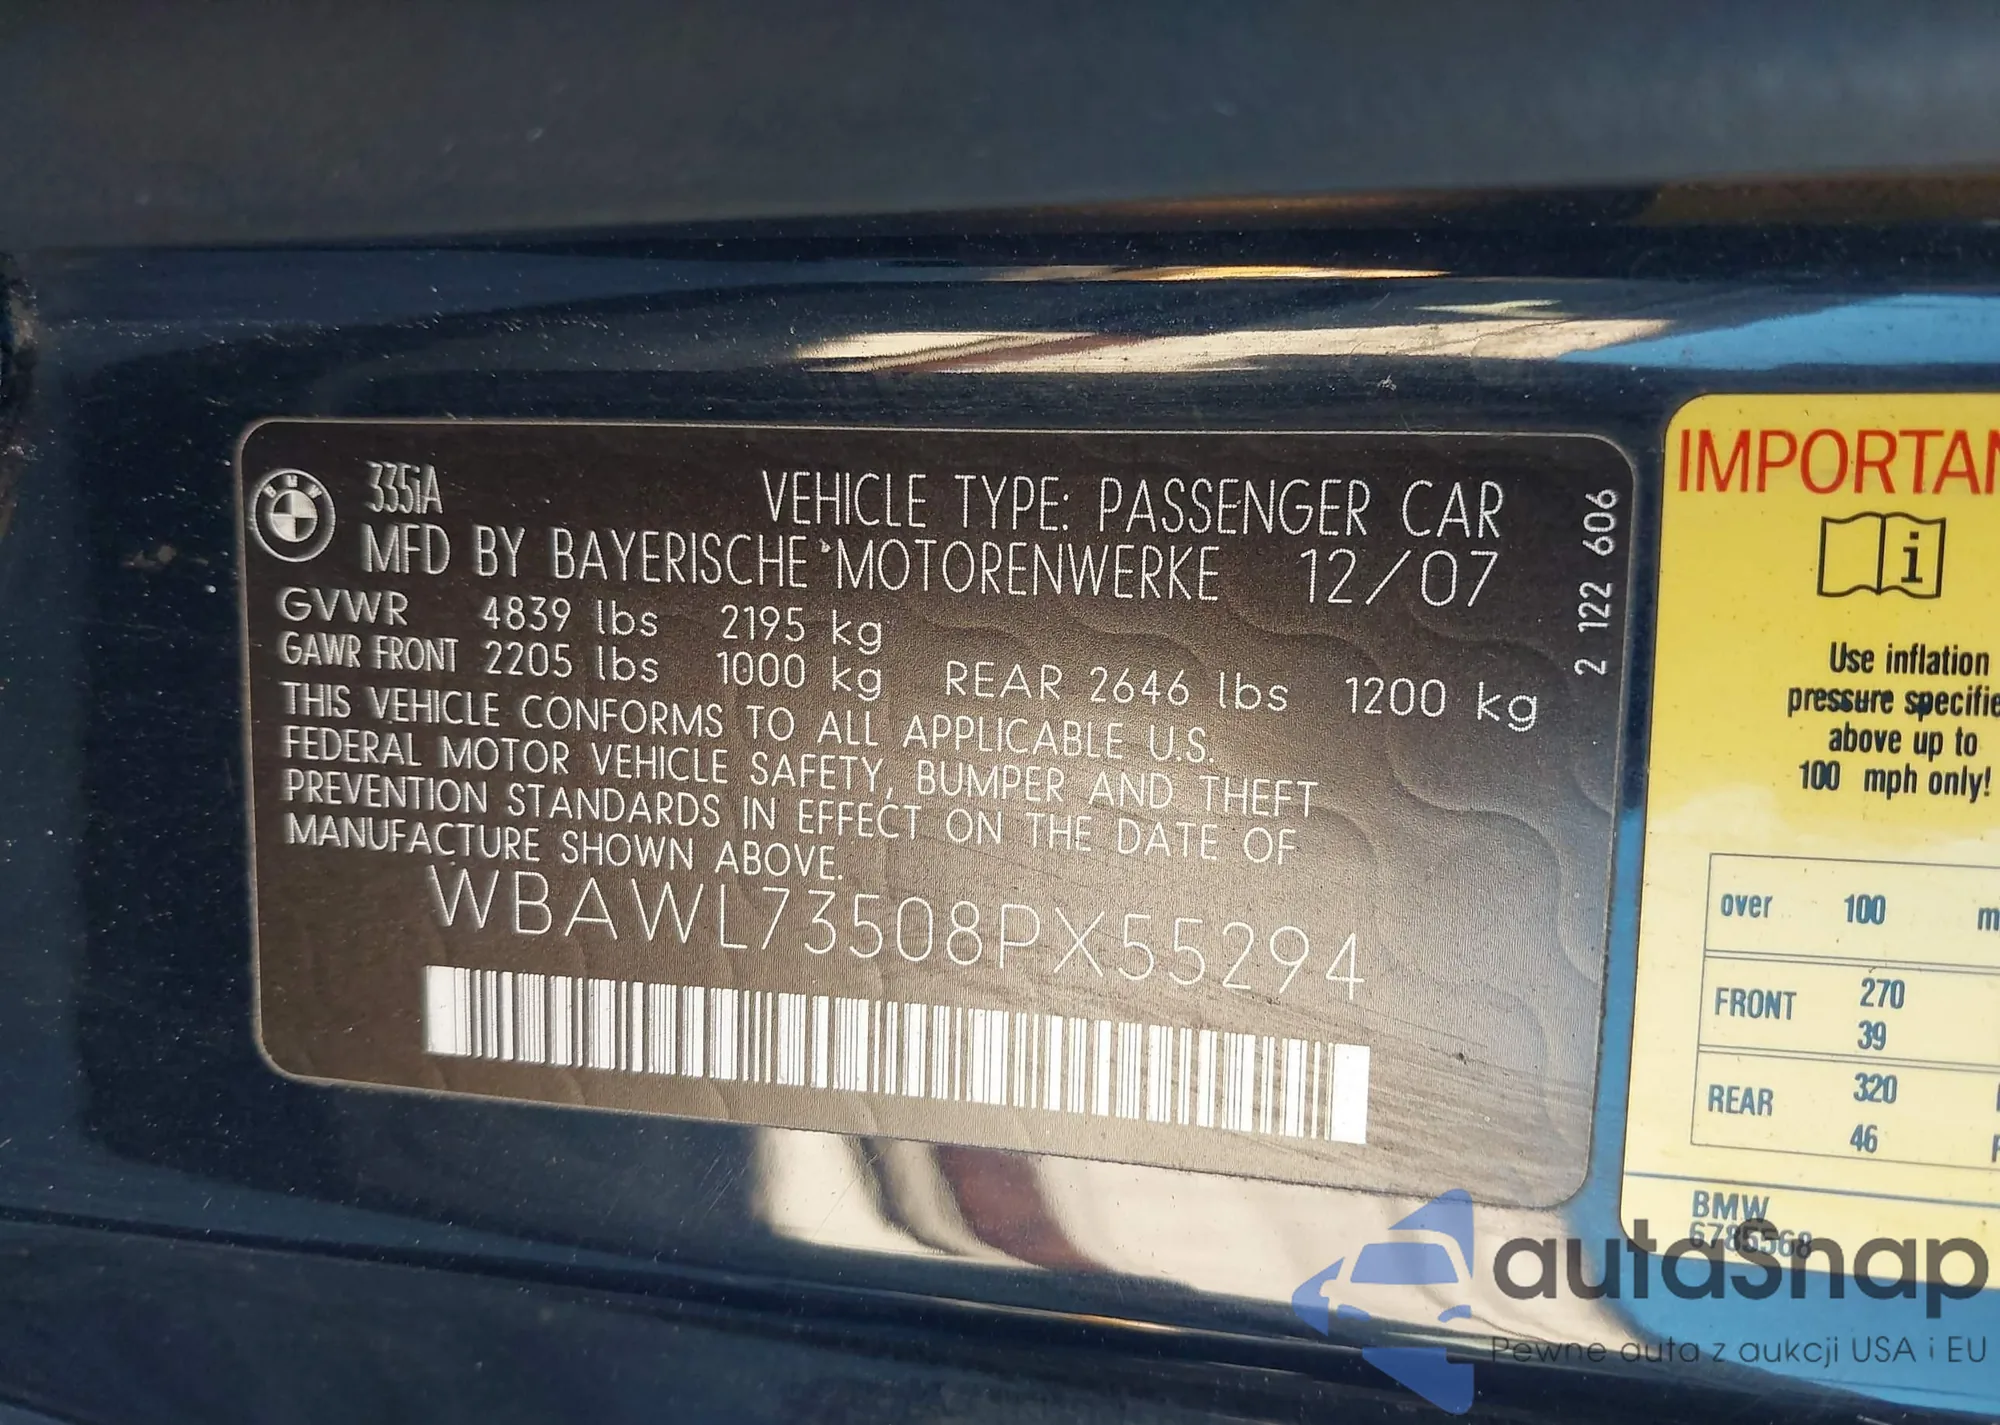 BMW
335iA
VEHICLE TYPE: PASSENGER CAR
MFD BY BAYERISCHE MOTORENWERKE 12/07
GVWR 4839 lbs 2195 kg
GAWR FRONT 2205 lbs 1000 kg REAR 2646 lbs 1200 kg
THIS VEHICLE CONFORMS TO ALL APPLICABLE U.S.
FEDERAL MOTOR VEHICLE SAFETY, BUMPER AND THEFT
PREVENTION STANDARDS IN EFFECT ON THE DATE OF
MANUFACTURE SHOWN ABOVE.
WBAWL73508PX55294
2 122 606
IMPORTAN
i
Use inflation
pressure specifie
above up to
100 mph only!
over 100 m
FRONT 270
39
REAR 320
46
BMW
6785568
autasnap
Pewne auta z aukcji USA i EU